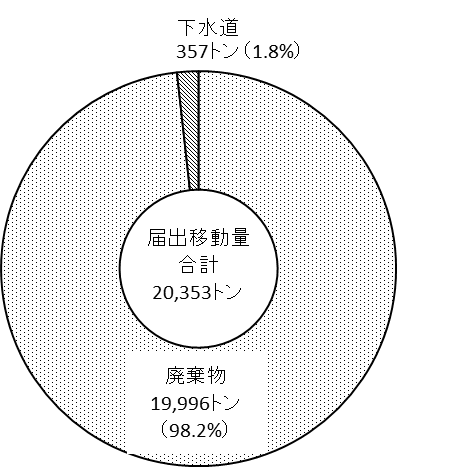 下水道
357トン（1.8%）
届出移動量
合計
20,353トン
廃棄物
19,996トン
（98.2%）